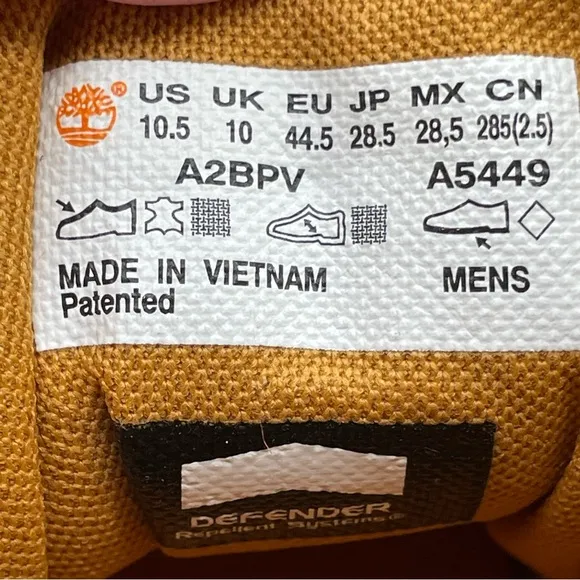 ® US UK EU JP MX CN
10.5 10 44.5 28.5 28,5 285(2.5)
A2BPV A5449
MADE IN VIETNAM MENS
Patented
DEFENDER
Repellent Systems®